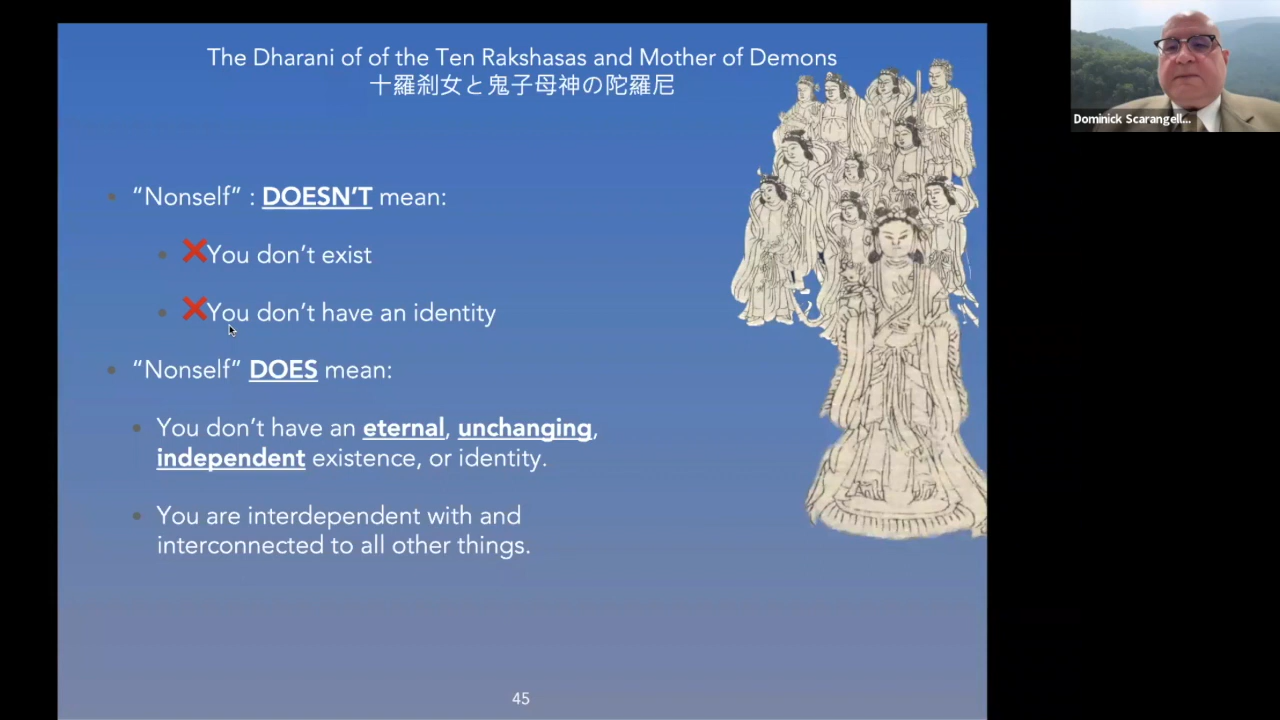 The Dharani of of the Ten Rakshasas and Mother of Demons
十羅刹女と鬼子母神の陀羅尼
“Nonself” : DOESN’T mean:
❌You don’t exist
❌You don’t have an identity
“Nonself” DOES mean:
You don’t have an eternal, unchanging,
independent existence, or identity.
You are interdependent with and
interconnected to all other things.
45
Dominick Scarangell...